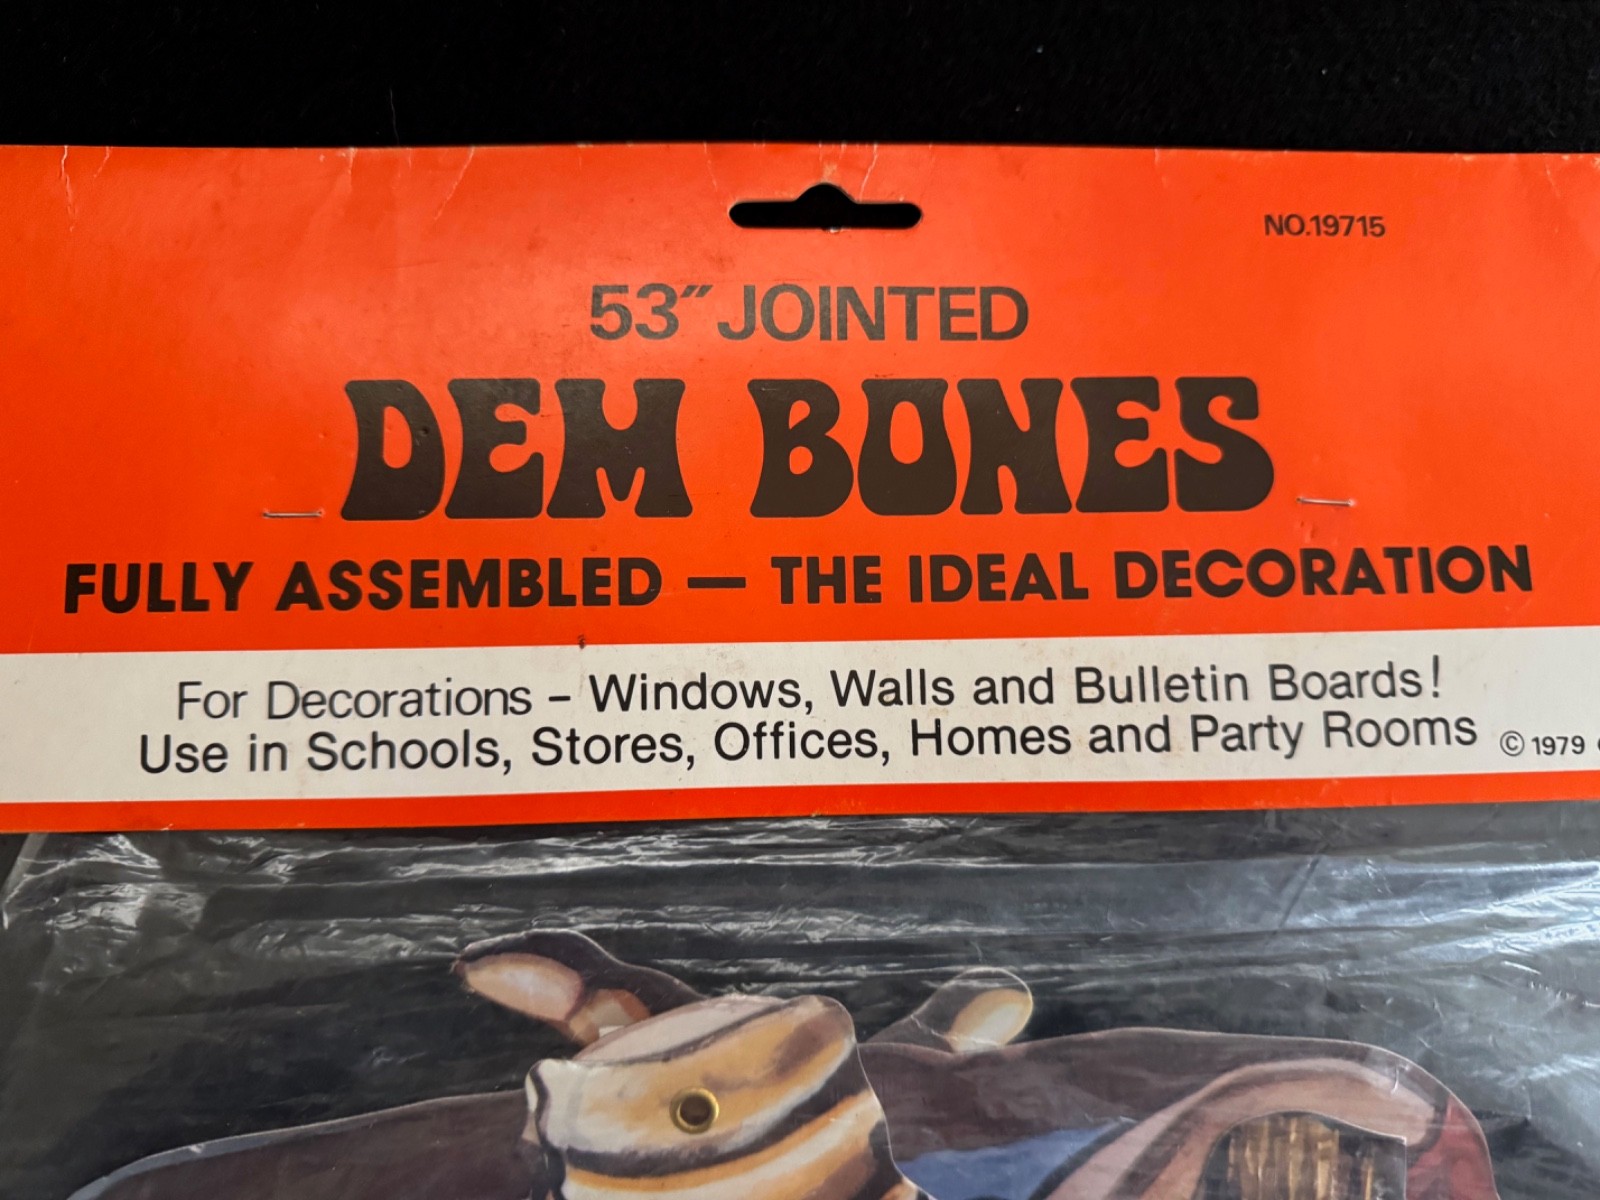 NO.19715
53" JOINTED
DEM BONES
FULLY ASSEMBLED — THE IDEAL DECORATION
For Decorations – Windows, Walls and Bulletin Boards!
Use in Schools, Stores, Offices, Homes and Party Rooms © 1979